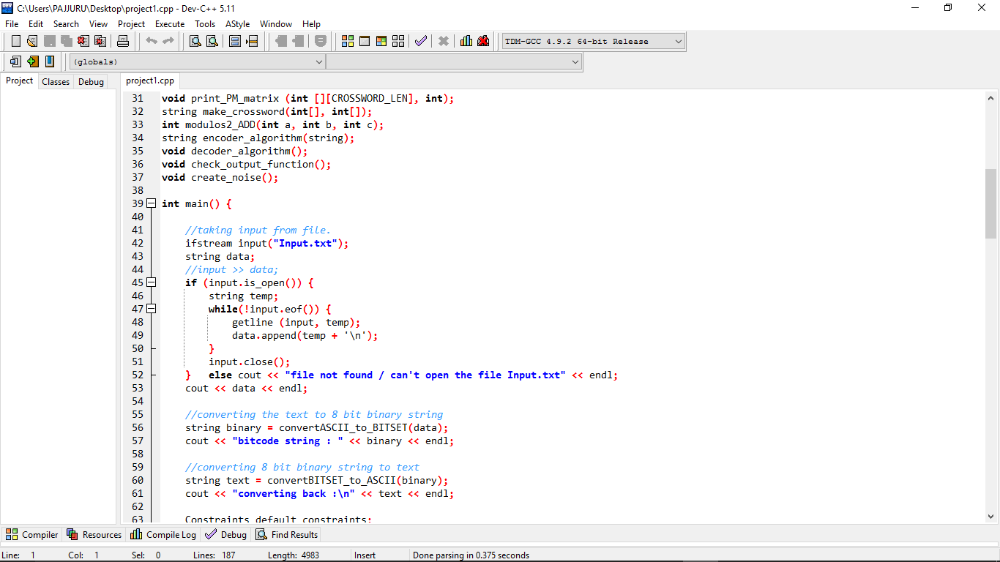 C:\Users\PAJJURU\Desktop\project1.cpp - Dev-C++ 5.11
File Edit Search View Project Execute Tools AStyle Window Help
TDM-GCC 4.9.2 64-bit Release
(globals)
Project Classes Debug project1.cpp
31 void print_PM_matrix (int [][CROSSWORD_LEN], int);
32 string make_crossword(int[], int[]);
33 int modulos2_ADD(int a, int b, int c);
34 string encoder_algorithm(string);
35 void decoder_algorithm();
36 void check_output_function();
37 void create_noise();
38
39 int main() {
40
41 //taking input from file.
42 ifstream input("Input.txt");
43 string data;
44 //input >> data;
45 if (input.is_open()) {
46 string temp;
47 while(!input.eof()) {
48 getline (input, temp);
49 data.append(temp + '\n');
50 }
51 input.close();
52 } else cout << "file not found / can't open the file Input.txt" << endl;
53 cout << data << endl;
54
55 //converting the text to 8 bit binary string
56 string binary = convertASCII_to_BITSET(data);
57 cout << "bitcode string : " << binary << endl;
58
59 //converting 8 bit binary string to text
60 string text = convertBITSET_to_ASCII(binary);
61 cout << "converting back :\n" << text << endl;
62
63 Constraints default_constraints;
Compiler Resources Compile Log Debug Find Results
Line: 1 Col: 1 Sel: 0 Lines: 187 Length: 4983 Insert Done parsing in 0.375 seconds